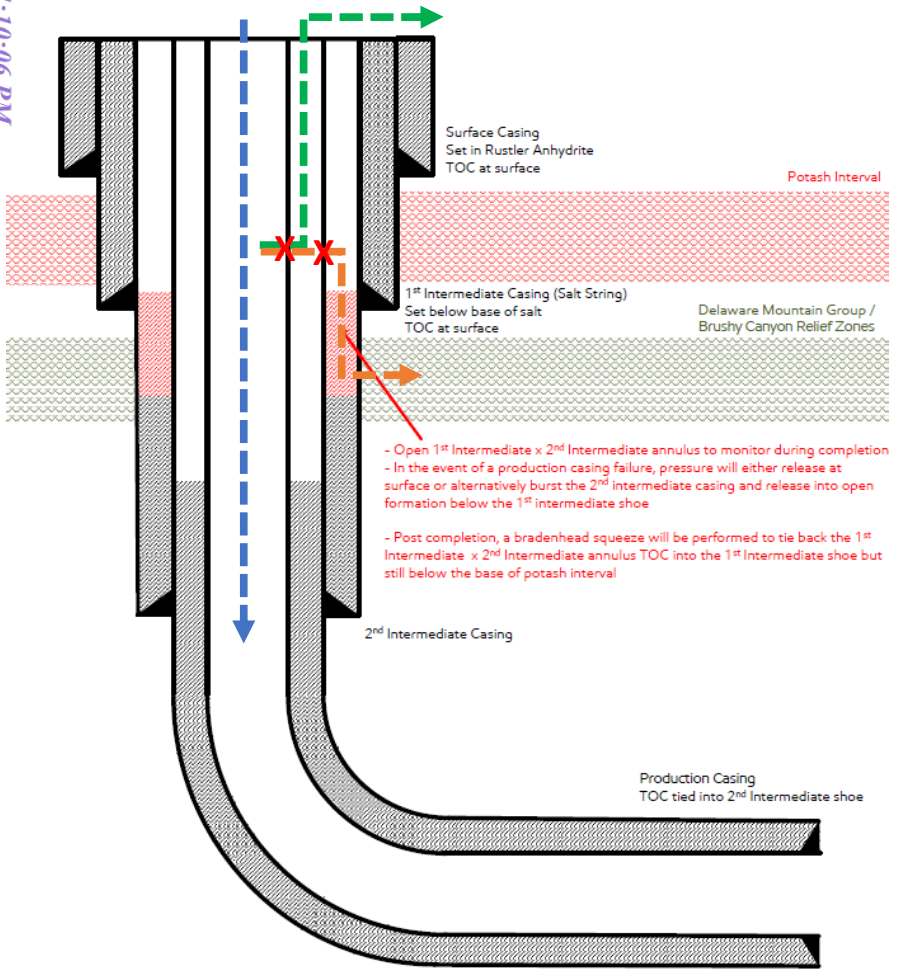 1-10-06 PM
Surface Casing
Set in Rustler Anhydrite
TOC at surface
Potash Interval
1st Intermediate Casing (Salt String)
Set below base of salt
TOC at surface
Delaware Mountain Group /
Brushy Canyon Relief Zones
X X
- Open 1st Intermediate x 2nd Intermediate annulus to monitor during completion
- In the event of a production casing failure, pressure will either release at
surface or alternatively burst the 2nd intermediate casing and release into open
formation below the 1st intermediate shoe
- Post completion, a bradenhead squeeze will be performed to tie back the 1st
Intermediate x 2nd Intermediate annulus TOC into the 1st Intermediate shoe but
still below the base of potash interval
2nd Intermediate Casing
Production Casing
TOC tied into 2nd Intermediate shoe